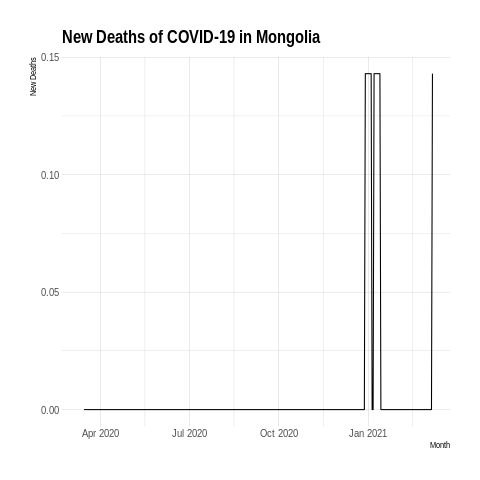 New Deaths of COVID-19 in Mongolia
New Deaths
0.15
0.10
0.05
0.00
Apr 2020 Jul 2020 Oct 2020 Jan 2021
Month